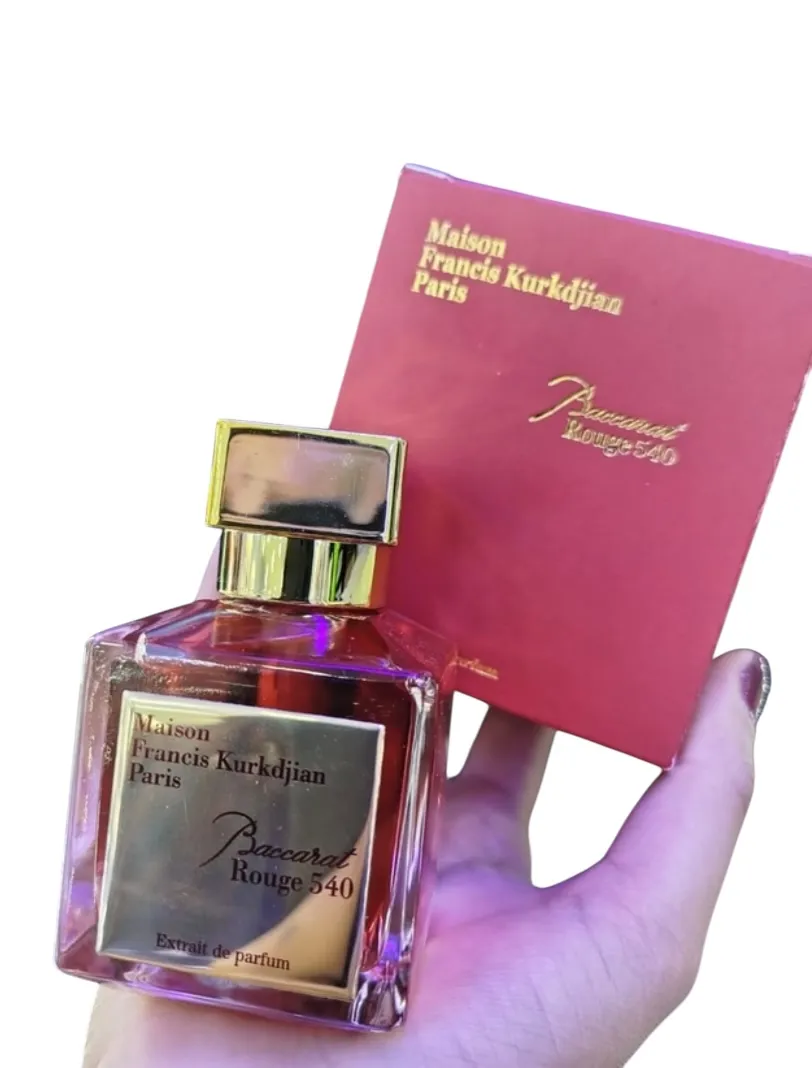 Maison
Francis Kurkdjian
Paris
Baccarat
Rouge 540
Maison
Francis Kurkdjian
Paris
Baccarat
Rouge 540
Extrait de parfum